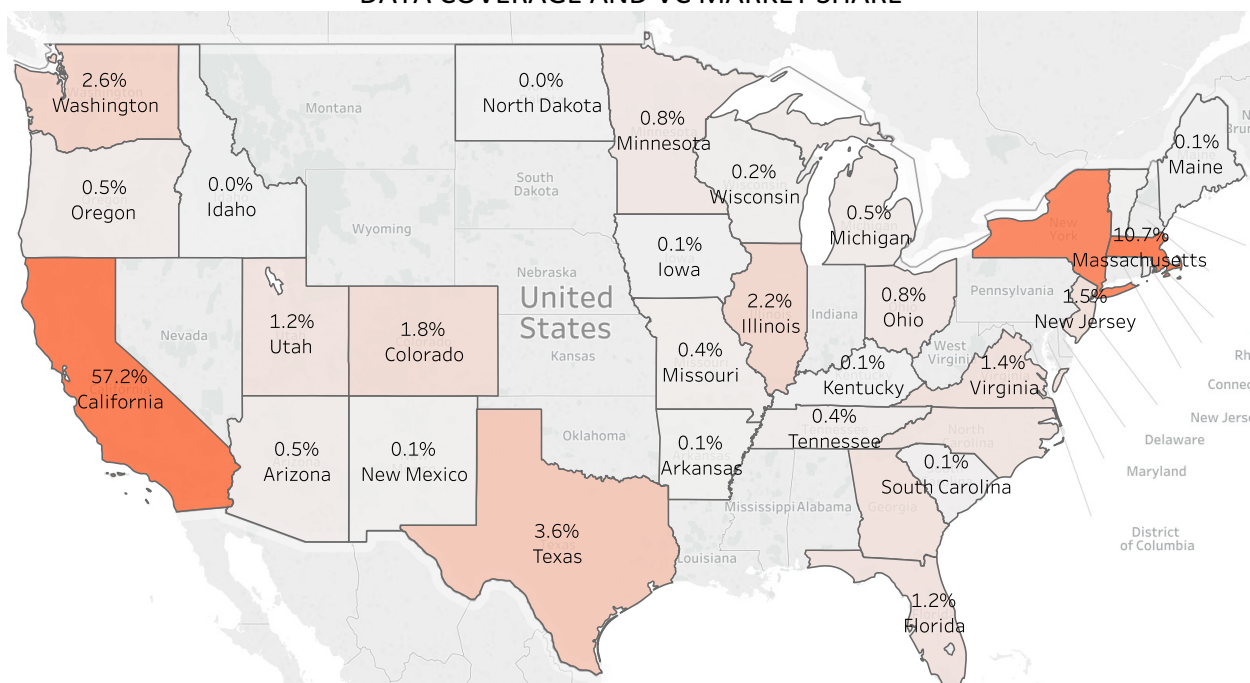 DATA COVERAGE AND VC MARKET SHARE
2.6%
Washington
Montana
0.0%
North Dakota
0.8%
Minnesota
0.1%
Maine
0.5%
Oregon
0.0%
Idaho
South
Dakota
0.2%
Wisconsin
0.5%
Michigan
Wyoming
New
York
10.7%
Massachusetts
0.1%
Iowa
Nebraska
United
States
Pennsylvania
1.5%
New Jersey
Nevada
1.2%
Utah
1.8%
Colorado
2.2%
Illinois
Indiana
0.8%
Ohio
Kansas
0.4%
Missouri
0.1%
Kentucky
West
Virgini
1.4%
Virginia
57.2%
California
Rh
Connec
New Jerse
Delaware
Maryland
District
of Columbia
0.5%
Arizona
0.1%
New Mexico
Oklahoma
0.1%
Arkansas
0.4%
Tennessee
North
Carolina
0.1%
South Carolina
Mississippi
Alabama
Georgia
3.6%
Texas
Louisiana
1.2%
Florida